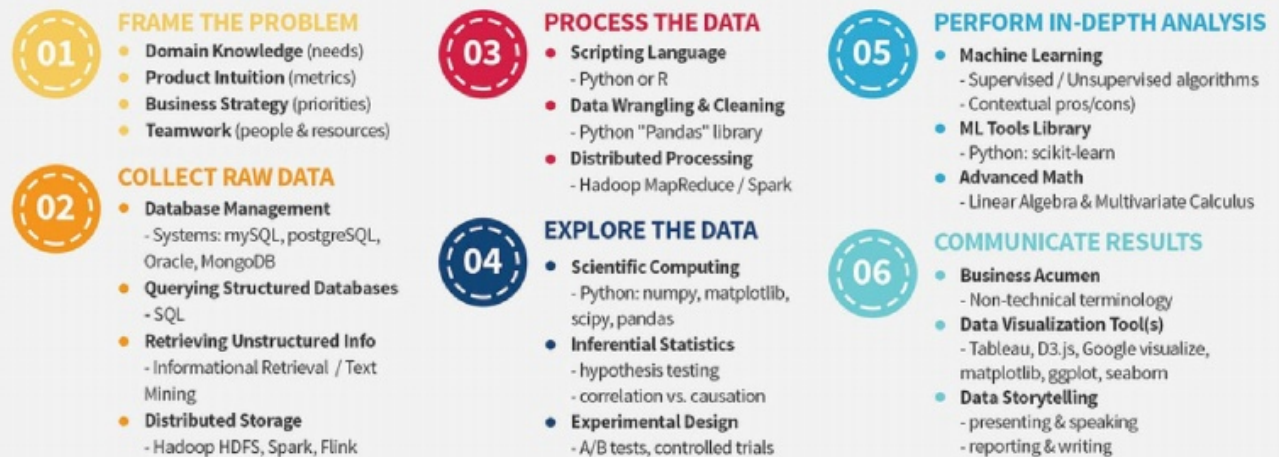 01
FRAME THE PROBLEM
Domain Knowledge (needs)
Product Intuition (metrics)
Business Strategy (priorities)
Teamwork (people & resources)
02
COLLECT RAW DATA
Database Management
- Systems: mySQL, postgreSQL,
Oracle, MongoDB
Querying Structured Databases
- SQL
Retrieving Unstructured Info
- Informational Retrieval / Text
Mining
Distributed Storage
- Hadoop HDFS, Spark, Flink
03
PROCESS THE DATA
Scripting Language
- Python or R
Data Wrangling & Cleaning
- Python "Pandas" library
Distributed Processing
- Hadoop MapReduce / Spark
04
EXPLORE THE DATA
Scientific Computing
- Python: numpy, matplotlib,
scipy, pandas
Inferential Statistics
- hypothesis testing
- correlation vs. causation
Experimental Design
- A/B tests, controlled trials
05
PERFORM IN-DEPTH ANALYSIS
Machine Learning
- Supervised / Unsupervised algorithms
- Contextual pros/cons)
ML Tools Library
- Python: scikit-learn
Advanced Math
- Linear Algebra & Multivariate Calculus
06
COMMUNICATE RESULTS
Business Acumen
- Non-technical terminology
Data Visualization Tool(s)
- Tableau, D3.js, Google visualize,
matplotlib, ggplot, seaborn
Data Storytelling
- presenting & speaking
- reporting & writing